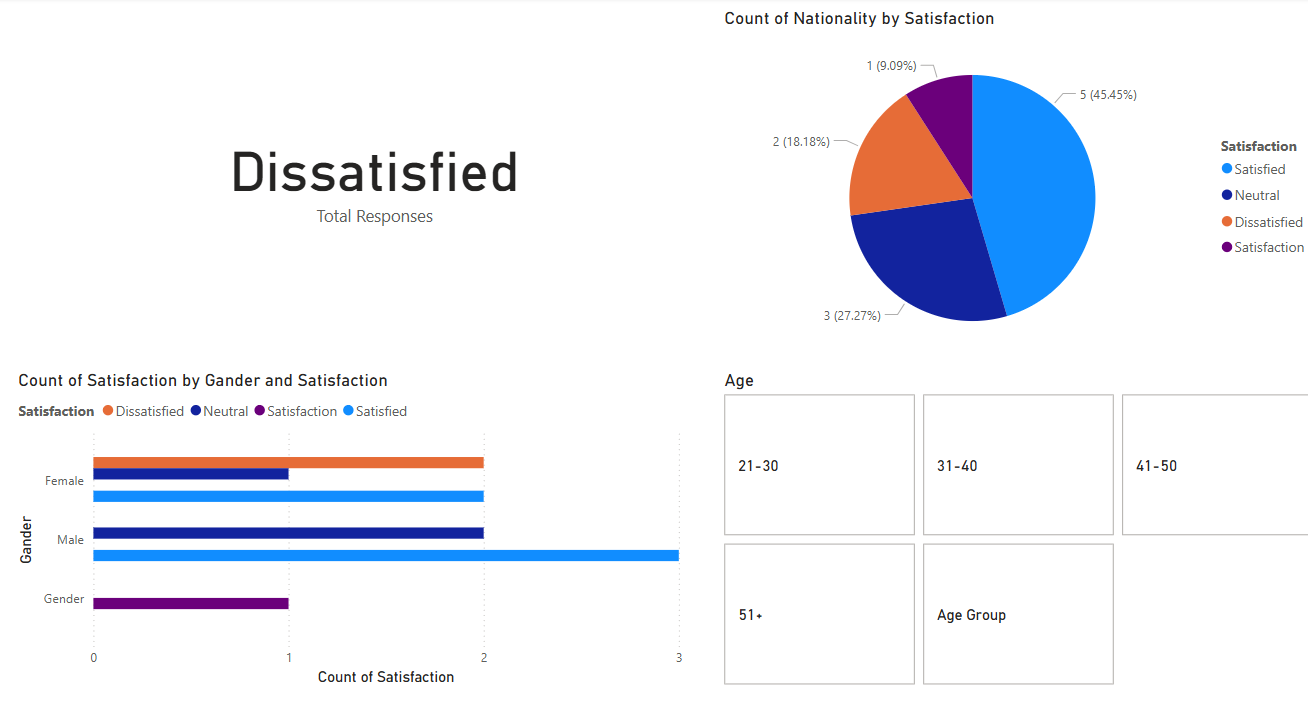 Dissatisfied
Total Responses
Count of Nationality by Satisfaction
1 (9.09%)
5 (45.45%)
2 (18.18%)
3 (27.27%)
Satisfaction
Satisfied
Neutral
Dissatisfied
Satisfaction
Count of Satisfaction by Gander and Satisfaction
Satisfaction Dissatisfied Neutral Satisfaction Satisfied
Gander
Female
Male
Gender
0 1 2 3
Count of Satisfaction
Age
21-30
31-40
41-50
51+
Age Group